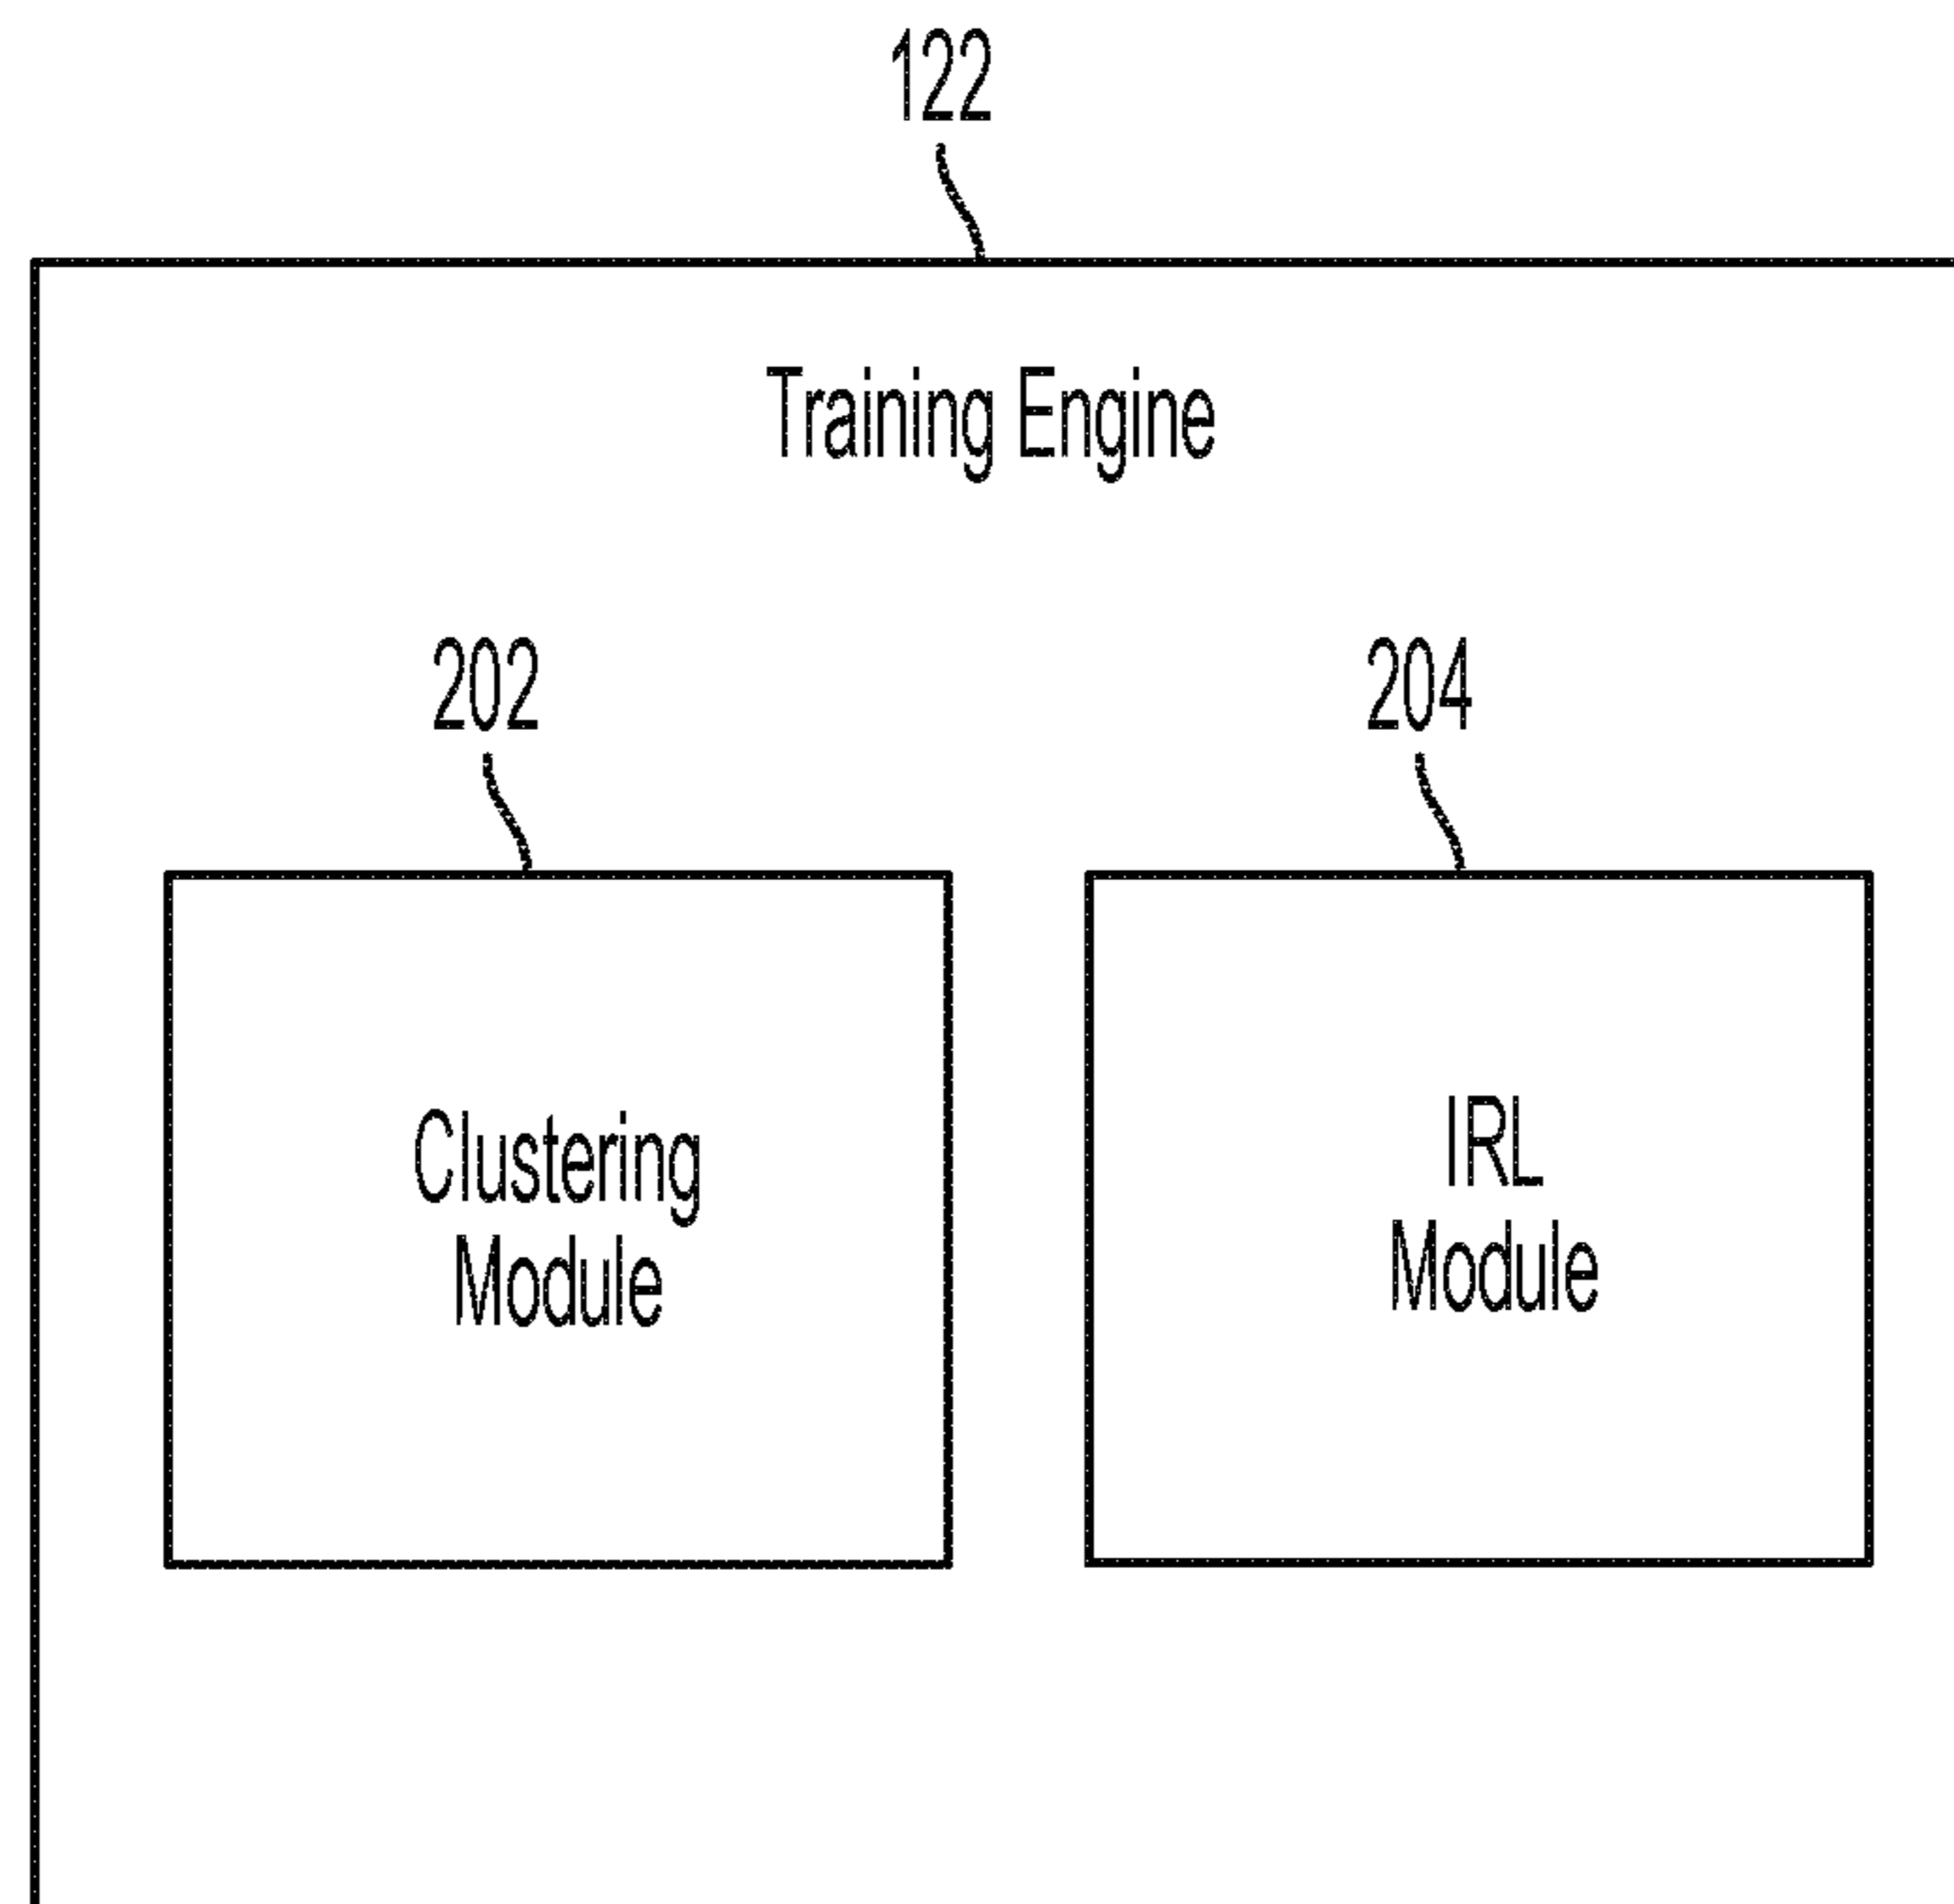 122
Training Engine
202
204
Clustering
Module
IRL
Module